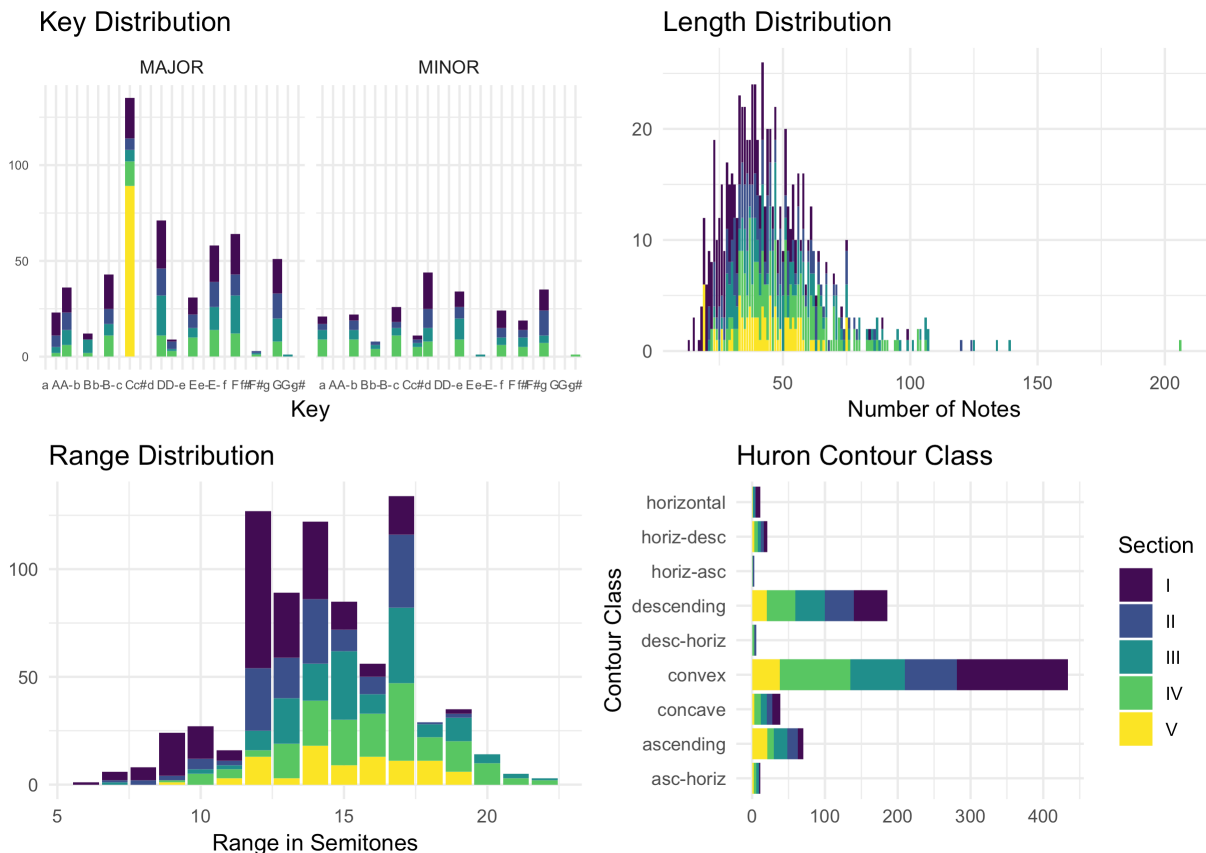 Key Distribution
MAJOR MINOR
100
50
0
a AA- b Bb-B- c Cc#d DD- e Ee-E- f F f#F#g GG-g#
a AA- b Bb-B- c Cc#d DD- e Ee-E- f F f#F#g GG-g#
Key
Length Distribution
20
10
0
50 100 150 200
Number of Notes
Range Distribution
100
50
0
5 10 15 20
Range in Semitones
Huron Contour Class
Contour Class
horizontal
horiz-desc
horiz-asc
descending
desc-horiz
convex
concave
ascending
asc-horiz
0 100 200 300 400
Section
I
II
III
IV
V